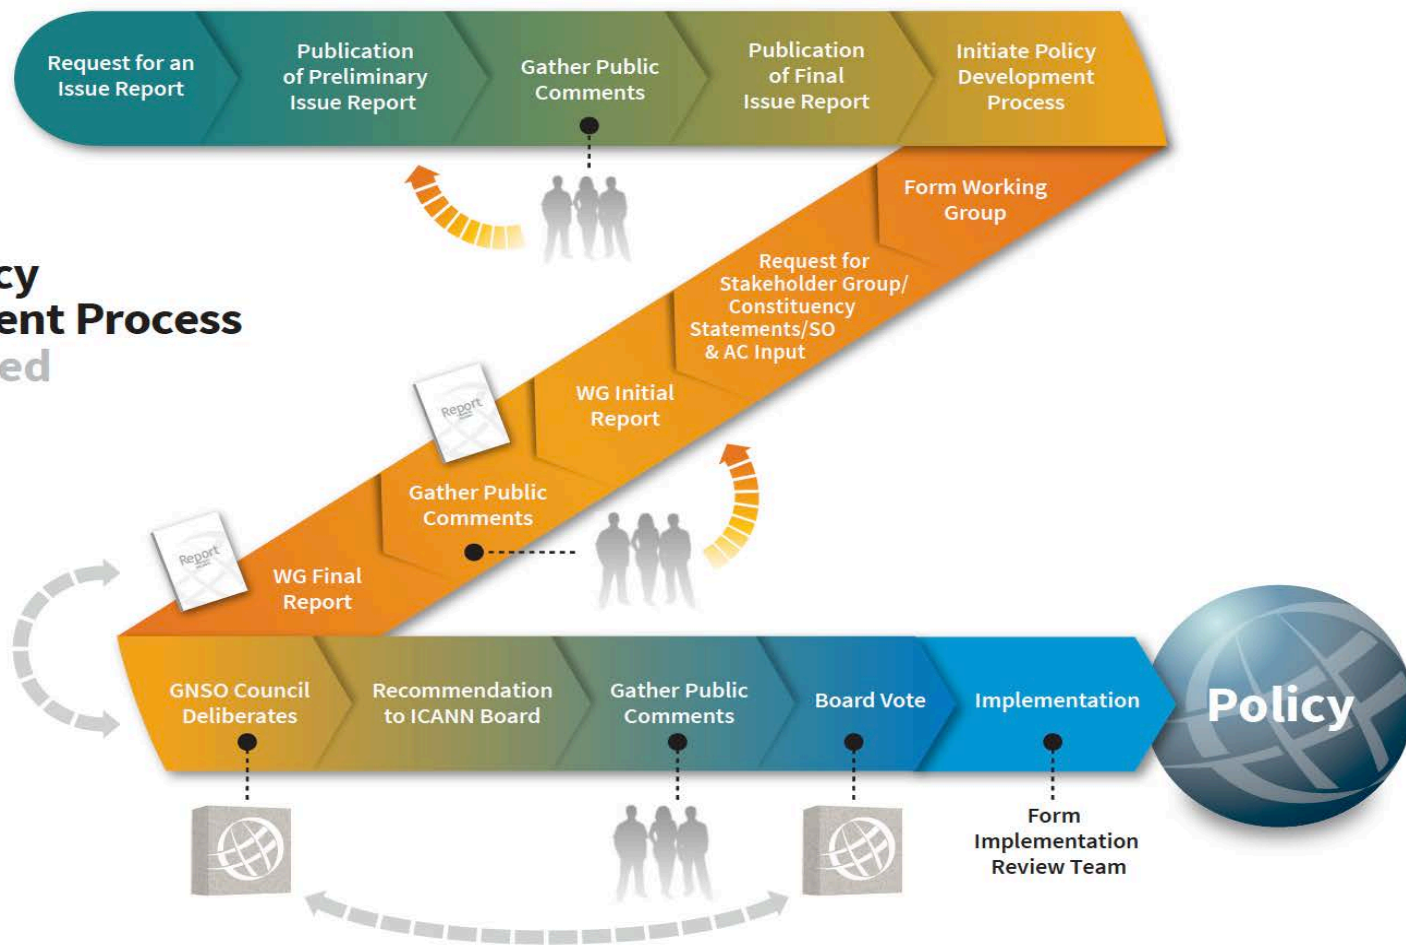 Request for an
Issue Report
Publication
of Preliminary
Issue Report
Gather Public
Comments
Publication
of Final
Issue Report
Initiate Policy
Development
Process
Form Working
Group
cy
ent Process
ed
Request for
Stakeholder Group/
Constituency
Statements/SO
& AC Input
WG Initial
Report
Report
Gather Public
Comments
Report
WG Final
Report
GNSO Council
Deliberates
Recommendation
to ICANN Board
Gather Public
Comments
Board Vote
Implementation
Policy
Form
Implementation
Review Team